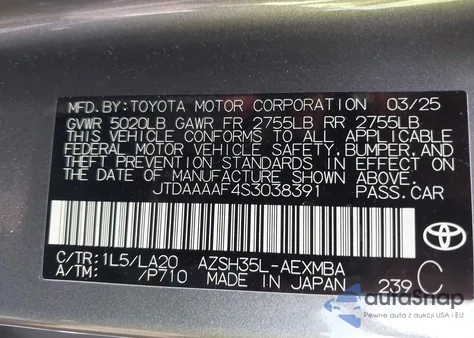 MFD.BY: TOYOTA MOTOR CORPORATION 03/25
GVWR 5020LB GAWR FR 2755LB RR 2755LB
THIS VEHICLE CONFORMS TO ALL APPLICABLE
FEDERAL MOTOR VEHICLE SAFETY,BUMPER,AND
THEFT PREVENTION STANDARDS IN EFFECT ON
THE DATE OF MANUFACTURE SHOWN ABOVE.
JTDAAAAF4S3038391 PASS.CAR
C/TR: 1L5/LA20 AZSH35L-AEXMBA
A/TM: /P710 MADE IN JAPAN 239 C
TOYOTA
autoSnap
Pewne auta z aukcji USA i EU